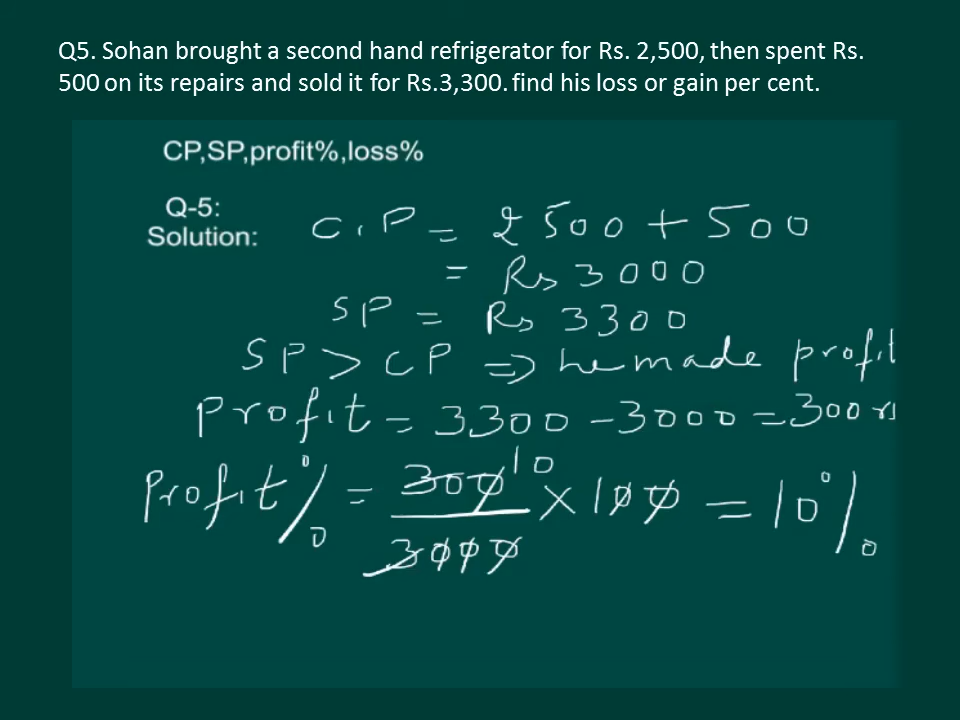 Q5. Sohan brought a second hand refrigerator for Rs. 2,500, then spent Rs.
500 on its repairs and sold it for Rs.3,300. find his loss or gain per cent.
CP,SP,profit%,loss%
Q-5:
Solution:
C.P = 2500 + 500
= Rs 3000
SP = Rs 3300
SP > CP => he made profit
Profit = 3300 - 3000 = 300 rs
Profit % = 300 10 / 3000 × 100 = 10%